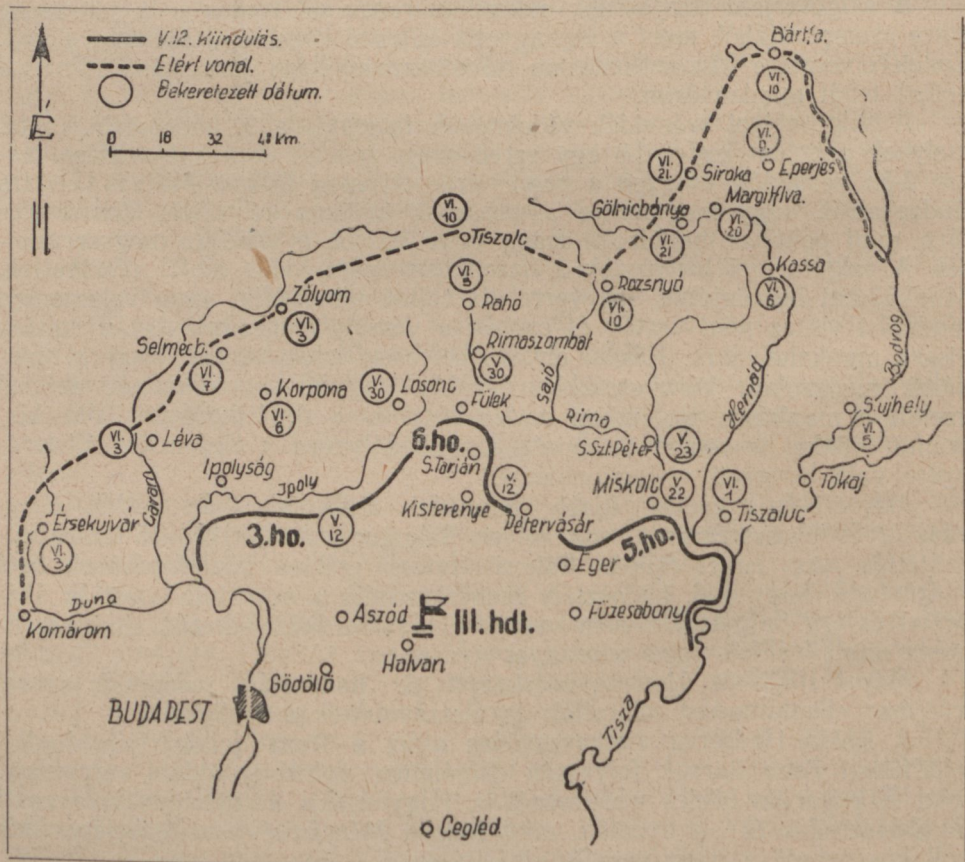 V.12. Kiindulás.
Elért vonal.
Bekeretezett dátum.
0 18 32 48 km
É
Bártfa.
VI. 10
VI. 9.
Eperjes
VI. 21.
Siroka
Margitflva.
Gölnicbánya
VI. 20
VI. 21
VI. 10
Tiszolc
Kassa
VI. 6
VI. 5
Rahó
Rozsnyó
VI. 10
Zólyom
VI. 3
Rimaszombat
V. 30
Selmecb.
VI. 7
Korpona
VI. 6
V. 30
Losonc
Fülek
Sajó
Rima
Hernád
Bodrog
S.ujhely
VI. 5
VI. 3
Léva
Garam
Ipolyság
Ipoly
6.ho.
S.Tarján
S.Szt.Péter
V. 23
Miskolc
V. 22
VI. 1
Tokaj
Tiszaluc
Kisterenye
V. 12
Pétervásár.
Érsekujvár
VI. 3
3.ho.
V. 12
5.ho.
Eger
Duna
Komárom
Aszód
III. hdt.
Füzesabony
Hatvan
Gödöllő
BUDAPEST
Tisza
Cegléd.